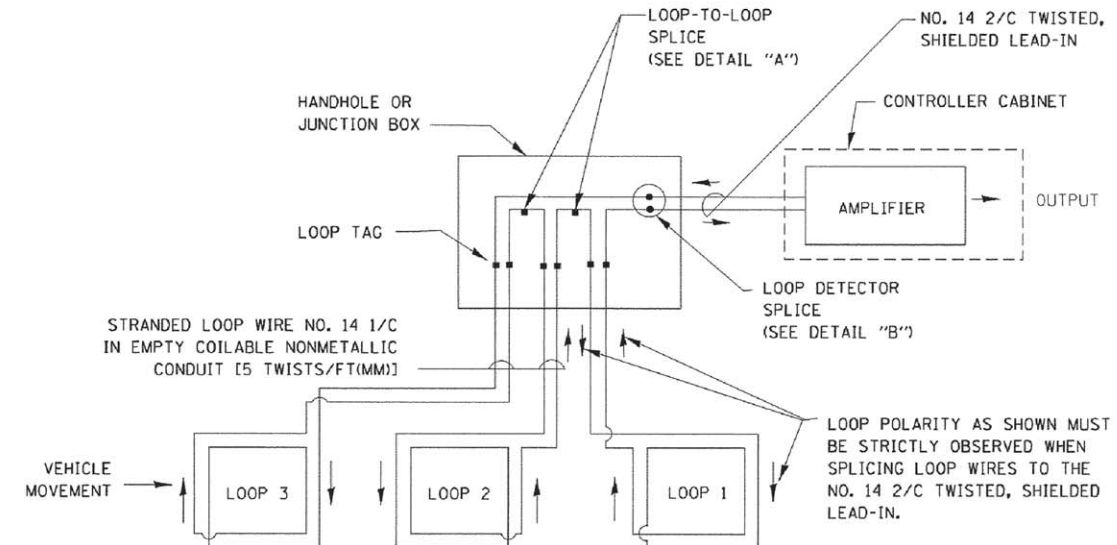 LOOP-TO-LOOP
SPLICE
(SEE DETAIL "A")
NO. 14 2/C TWISTED,
SHIELDED LEAD-IN
HANDHOLE OR
JUNCTION BOX
CONTROLLER CABINET
AMPLIFIER
OUTPUT
LOOP TAG
LOOP DETECTOR
SPLICE
(SEE DETAIL "B")
STRANDED LOOP WIRE NO. 14 1/C
IN EMPTY COILABLE NONMETALLIC
CONDUIT [5 TWISTS/FT(MM)]
LOOP POLARITY AS SHOWN MUST
BE STRICTLY OBSERVED WHEN
SPLICING LOOP WIRES TO THE
NO. 14 2/C TWISTED, SHIELDED
LEAD-IN.
VEHICLE
MOVEMENT
LOOP 3
LOOP 2
LOOP 1